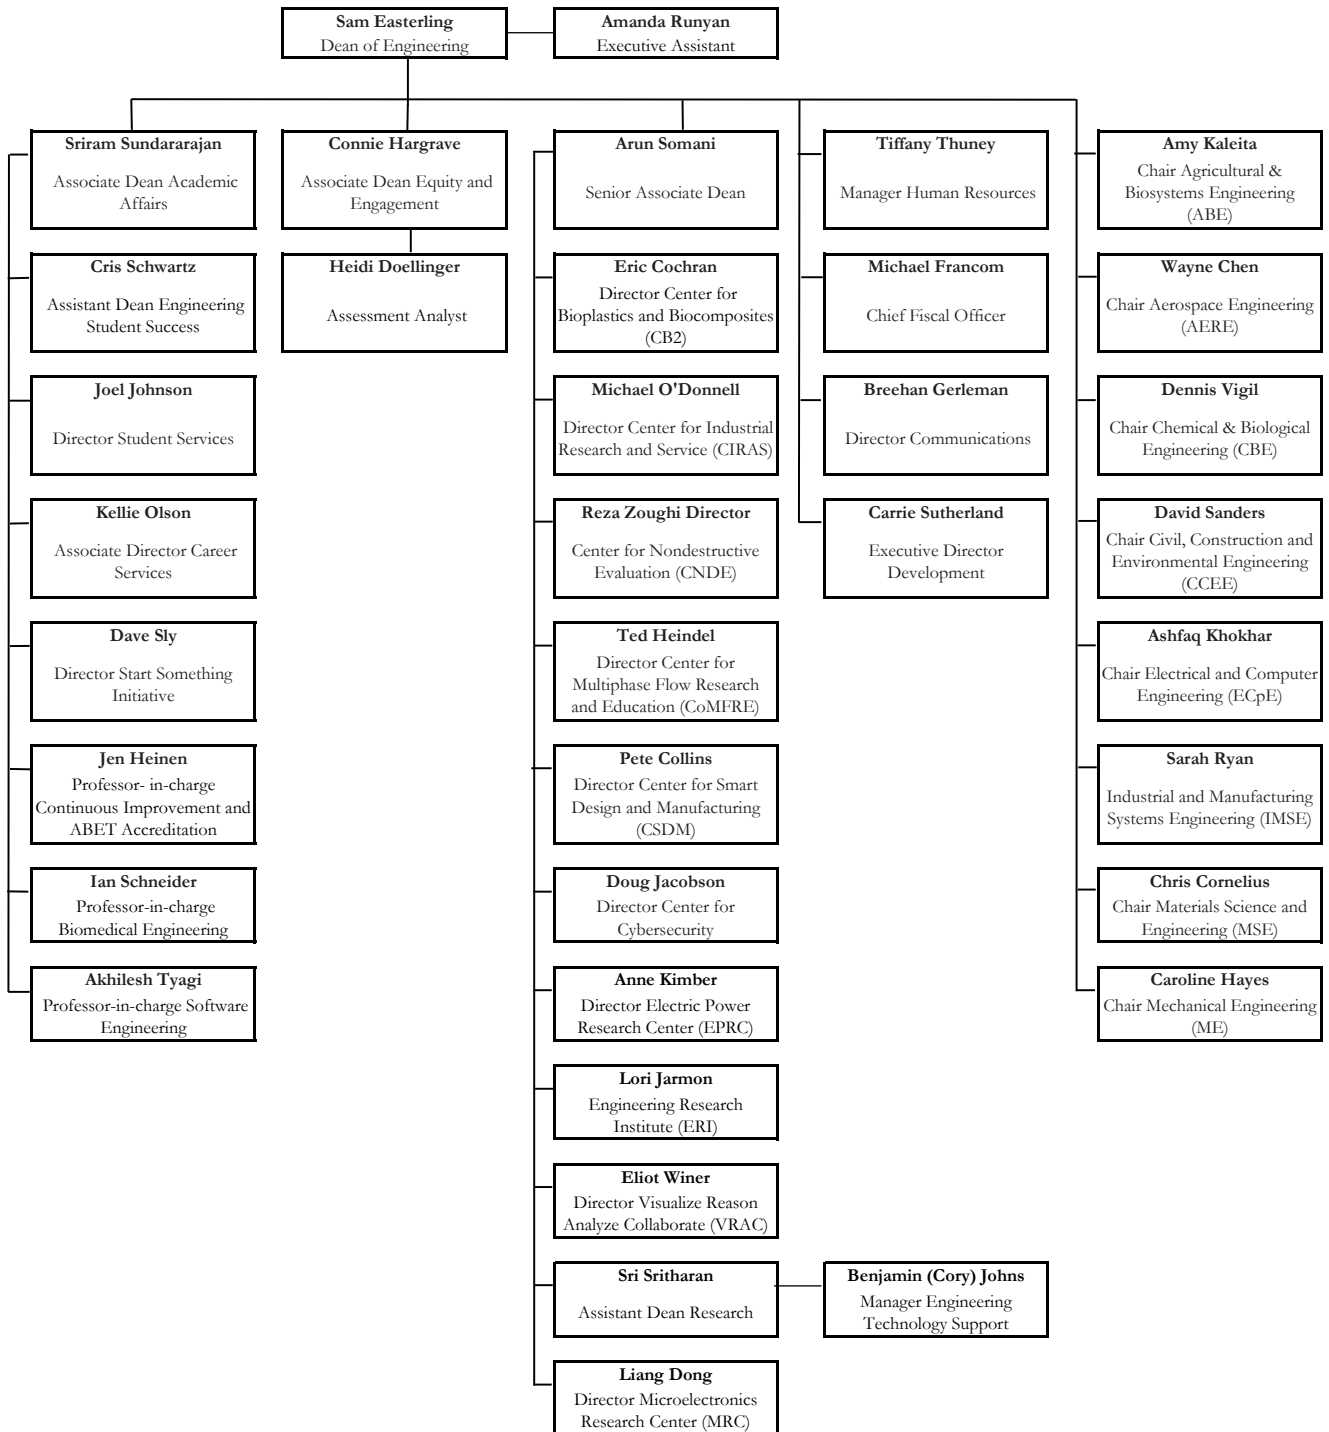 Sam Easterling
Dean of Engineering
Amanda Runyan
Executive Assistant
Sriram Sundararajan
Associate Dean Academic
Affairs
Connie Hargrave
Associate Dean Equity and
Engagement
Arun Somani
Senior Associate Dean
Tiffany Thuney
Manager Human Resources
Amy Kaleita
Chair Agricultural &
Biosystems Engineering
(ABE)
Cris Schwartz
Assistant Dean Engineering
Student Success
Heidi Doellinger
Assessment Analyst
Eric Cochran
Director Center for
Bioplastics and Biocomposites
(CB2)
Michael Francom
Chief Fiscal Officer
Wayne Chen
Chair Aerospace Engineering
(AERE)
Joel Johnson
Director Student Services
Michael O'Donnell
Director Center for Industrial
Research and Service (CIRAS)
Breehan Gerleman
Director Communications
Dennis Vigil
Chair Chemical & Biological
Engineering (CBE)
Kellie Olson
Associate Director Career
Services
Reza Zoughi Director
Center for Nondestructive
Evaluation (CNDE)
Carrie Sutherland
Executive Director
Development
David Sanders
Chair Civil, Construction and
Environmental Engineering
(CCEE)
Dave Sly
Director Start Something
Initiative
Ted Heindel
Director Center for
Multiphase Flow Research
and Education (CoMFRE)
Ashfaq Khokhar
Chair Electrical and Computer
Engineering (ECpE)
Jen Heinen
Professor- in-charge
Continuous Improvement and
ABET Accreditation
Pete Collins
Director Center for Smart
Design and Manufacturing
(CSDM)
Sarah Ryan
Industrial and Manufacturing
Systems Engineering (IMSE)
Ian Schneider
Professor-in-charge
Biomedical Engineering
Doug Jacobson
Director Center for
Cybersecurity
Chris Cornelius
Chair Materials Science and
Engineering (MSE)
Akhilesh Tyagi
Professor-in-charge Software
Engineering
Anne Kimber
Director Electric Power
Research Center (EPRC)
Caroline Hayes
Chair Mechanical Engineering
(ME)
Lori Jarmon
Engineering Research
Institute (ERI)
Eliot Winer
Director Visualize Reason
Analyze Collaborate (VRAC)
Sri Sritharan
Assistant Dean Research
Benjamin (Cory) Johns
Manager Engineering
Technology Support
Liang Dong
Director Microelectronics
Research Center (MRC)